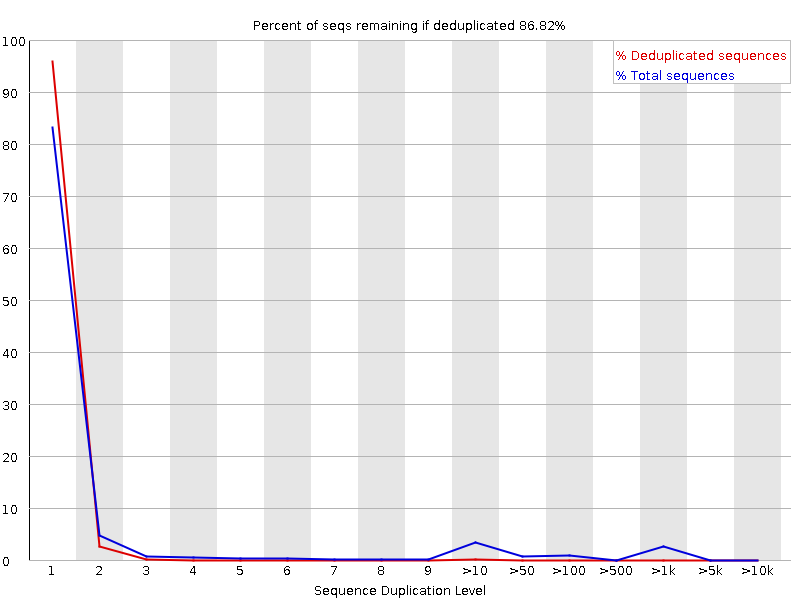 Percent of seqs remaining if deduplicated 86.82%
% Deduplicated sequences
% Total sequences
100
90
80
70
60
50
40
30
20
10
0
1 2 3 4 5 6 7 8 9 >10 >50 >100 >500 >1k >5k >10k
Sequence Duplication Level